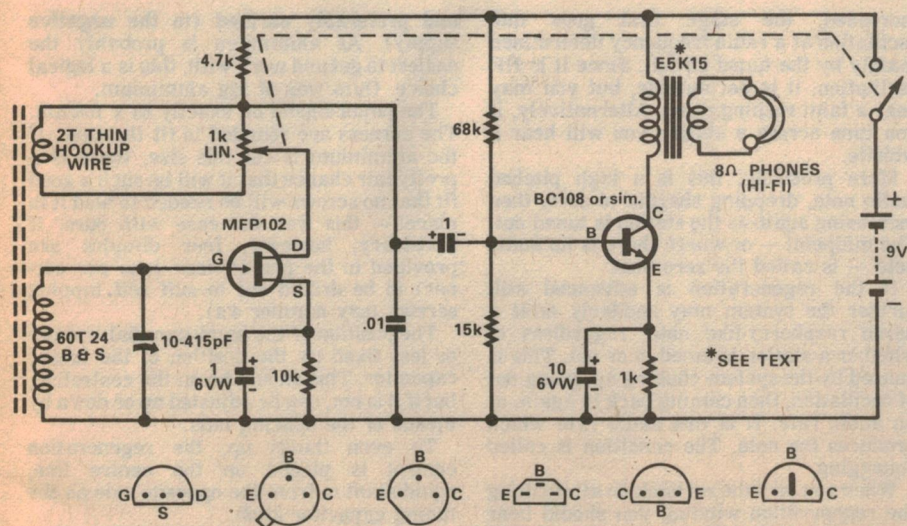 4.7k
*
E5K15
2T THIN
HOOKUP
WIRE
1k
LIN.
68k
8Ω PHONES
(HI-FI)
BC108 or sim.
C
B
E
MFP102
G
D
S
+
+
9V
−
60T 24
B & S
10-415pF
.01
15k
+
1
6VW
10k
+
10
6VW
1k
*SEE TEXT
B B B B
G D E C E C E C C E E C
S B